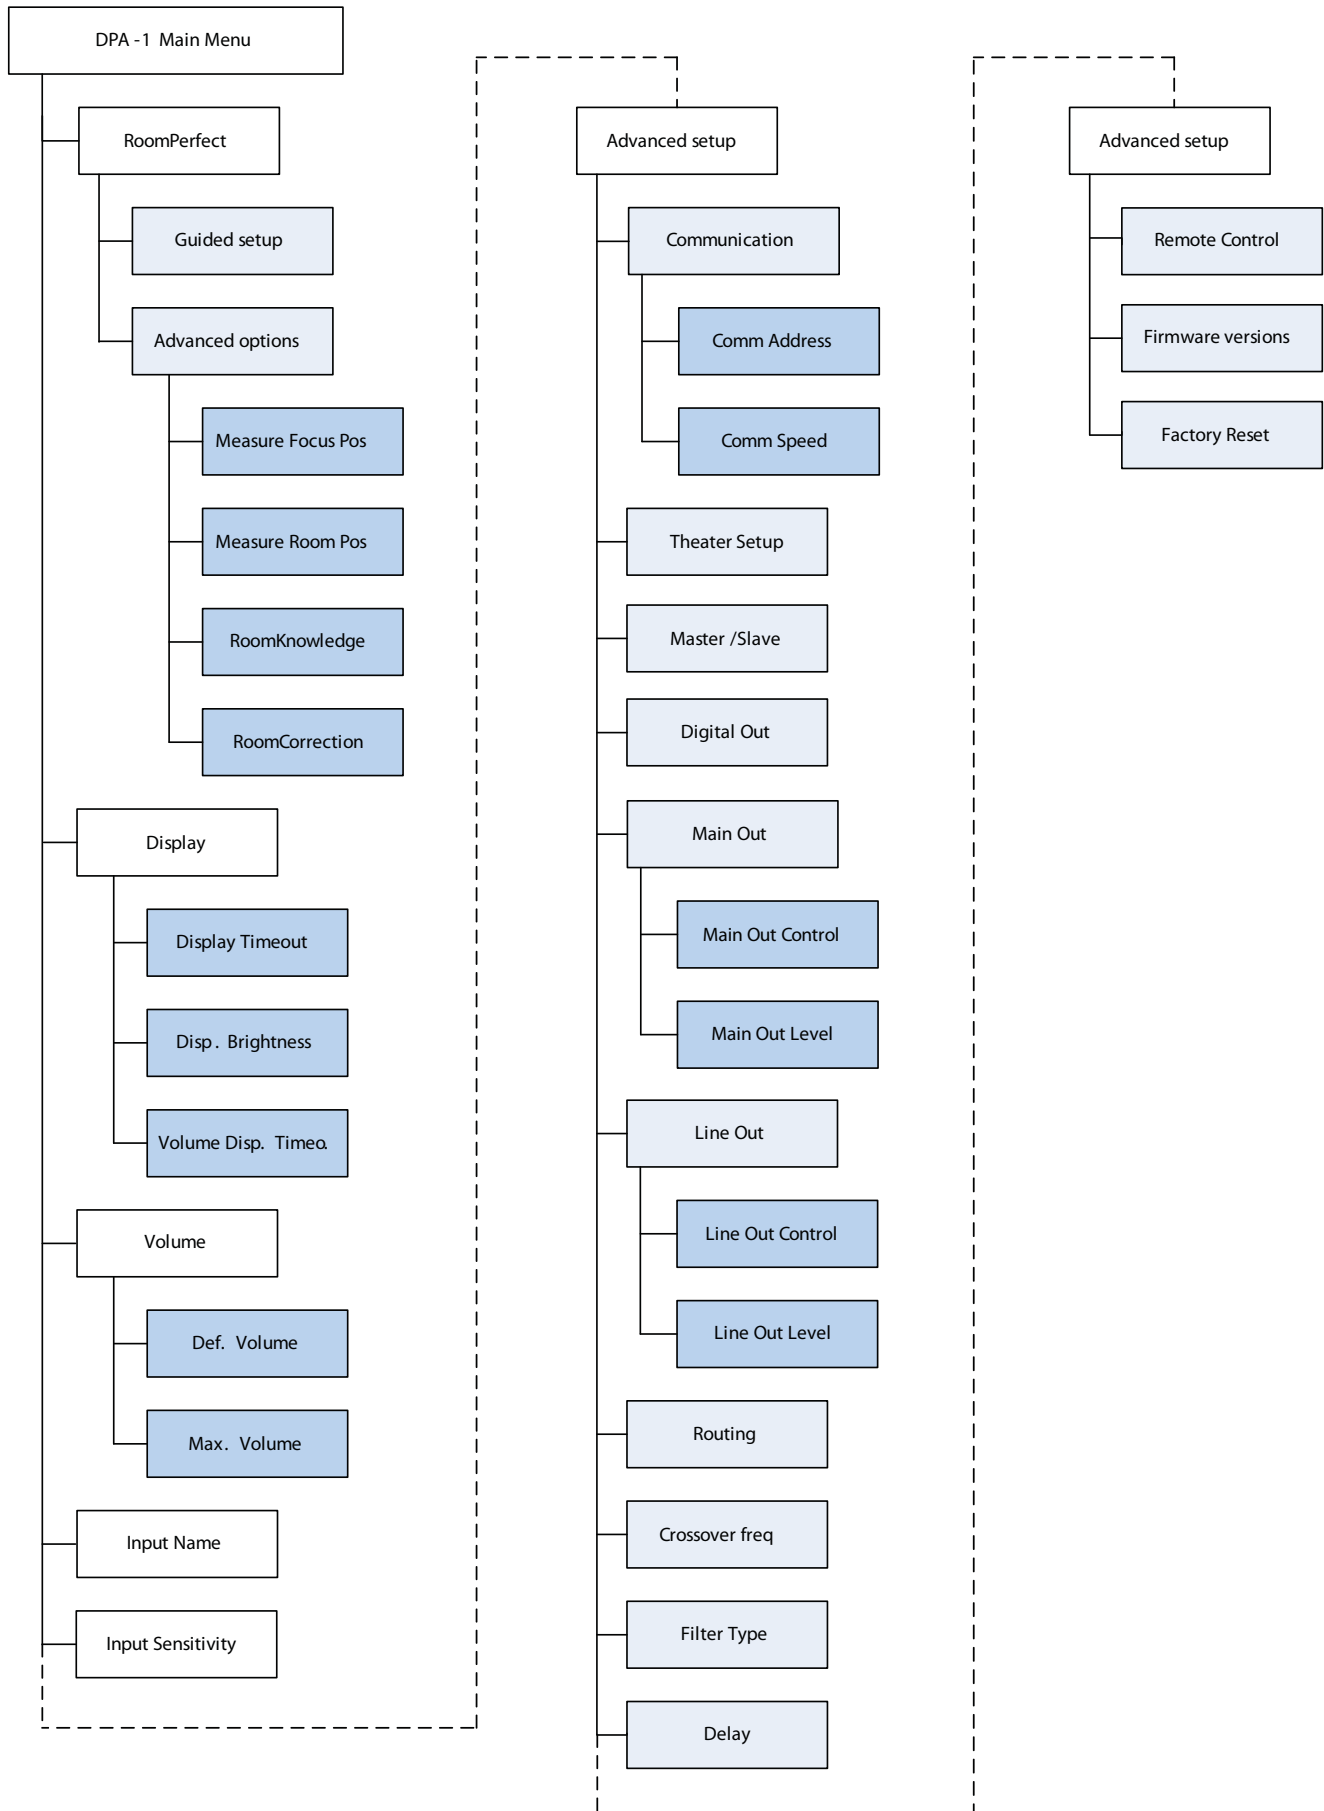 DPA -1 Main Menu
RoomPerfect
Guided setup
Advanced options
Measure Focus Pos
Measure Room Pos
RoomKnowledge
RoomCorrection
Display
Display Timeout
Disp. Brightness
Volume Disp. Timeo.
Volume
Def. Volume
Max. Volume
Input Name
Input Sensitivity
Advanced setup
Communication
Comm Address
Comm Speed
Theater Setup
Master /Slave
Digital Out
Main Out
Main Out Control
Main Out Level
Line Out
Line Out Control
Line Out Level
Routing
Crossover freq
Filter Type
Delay
Advanced setup
Remote Control
Firmware versions
Factory Reset